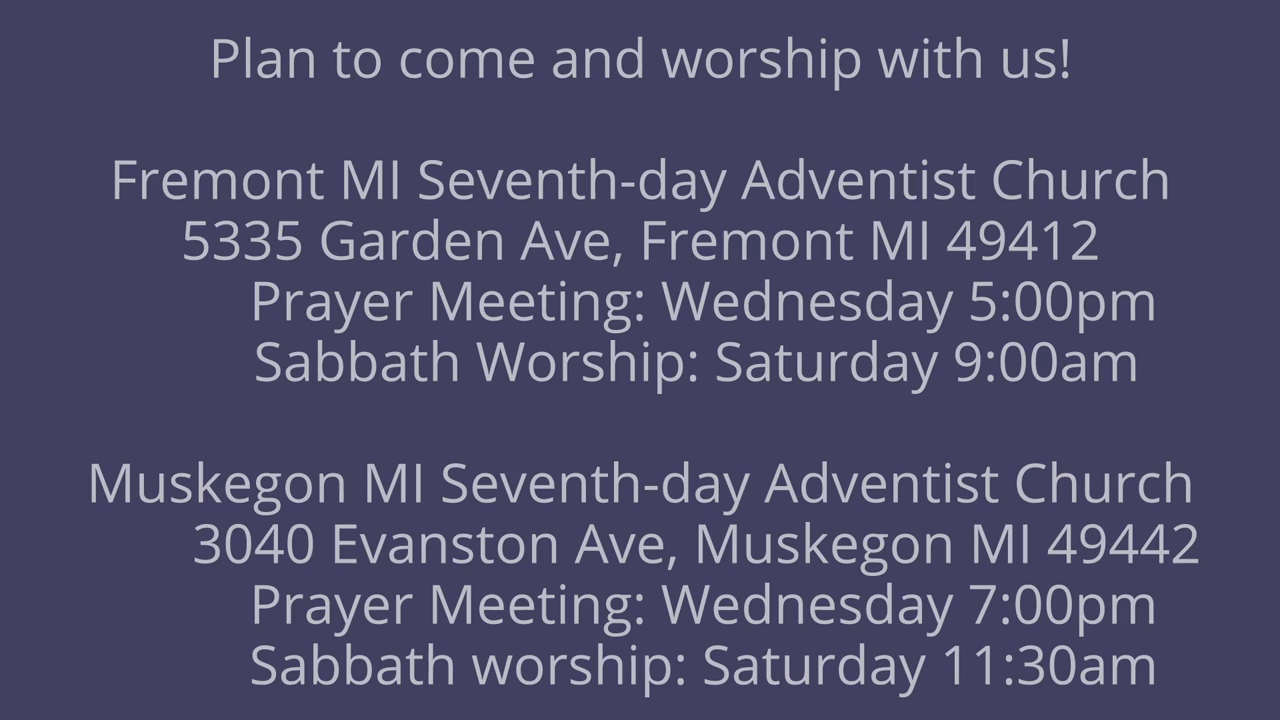 Plan to come and worship with us!
Fremont MI Seventh-day Adventist Church
5335 Garden Ave, Fremont MI 49412
Prayer Meeting: Wednesday 5:00pm
Sabbath Worship: Saturday 9:00am
Muskegon MI Seventh-day Adventist Church
3040 Evanston Ave, Muskegon MI 49442
Prayer Meeting: Wednesday 7:00pm
Sabbath worship: Saturday 11:30am